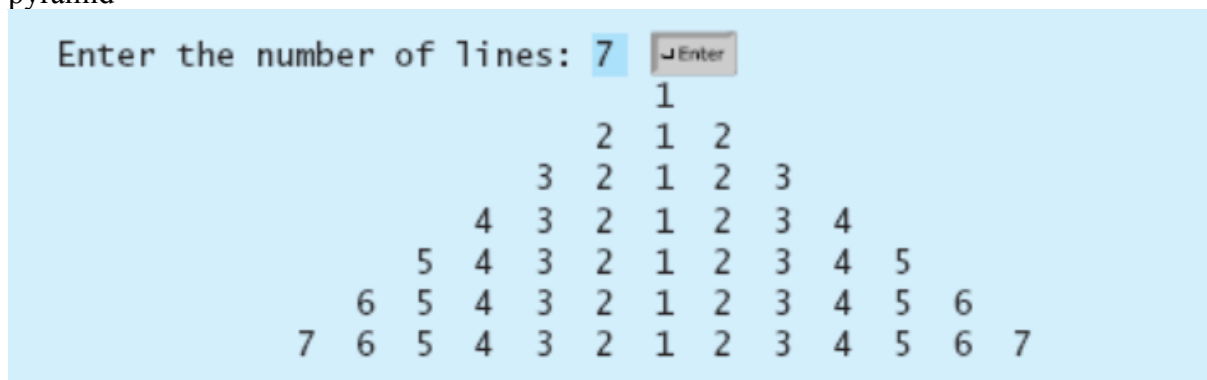 pyramid
Enter the number of lines: 7 ↵Enter
1
2 1 2
3 2 1 2 3
4 3 2 1 2 3 4
5 4 3 2 1 2 3 4 5
6 5 4 3 2 1 2 3 4 5 6
7 6 5 4 3 2 1 2 3 4 5 6 7